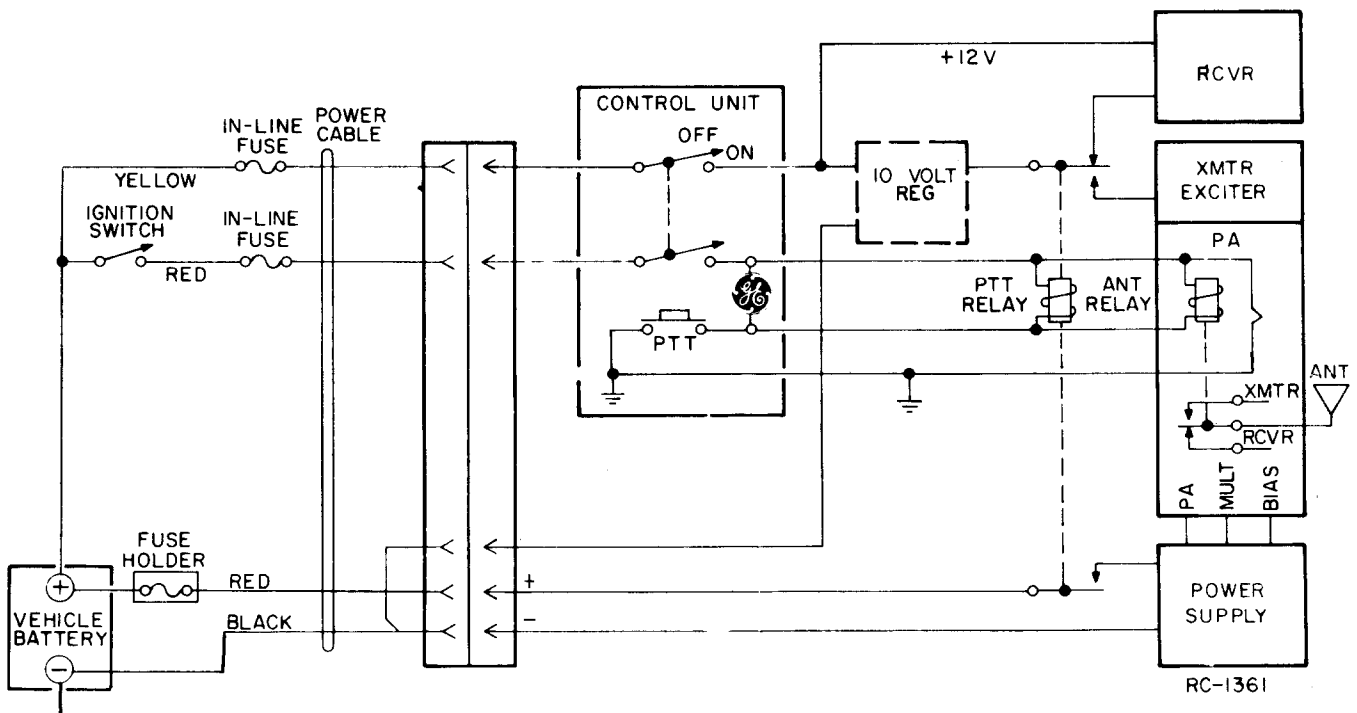 RCVR
+12V
CONTROL UNIT
OFF
ON
IN-LINE
FUSE
POWER
CABLE
YELLOW
10 VOLT
REG
XMTR
EXCITER
IGNITION
SWITCH
IN-LINE
FUSE
RED
PA
GE
PTT
RELAY
ANT
RELAY
PTT
ANT
XMTR
RCVR
PA
MULT
BIAS
FUSE
HOLDER
+
RED
+
VEHICLE
BATTERY
BLACK
−
−
POWER
SUPPLY
RC-1361